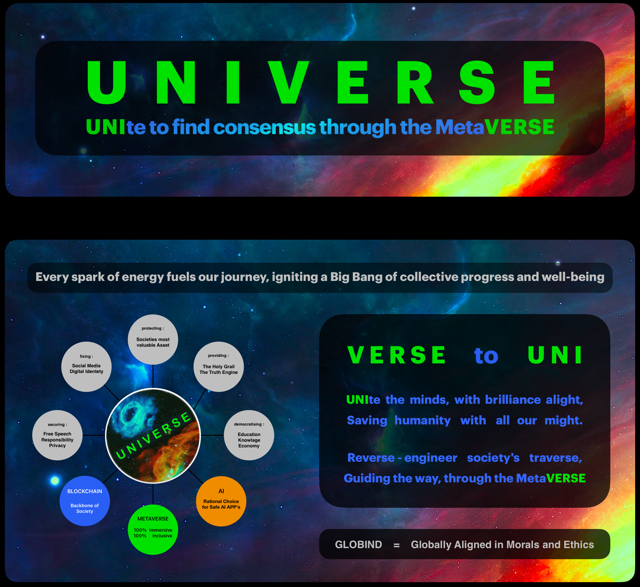 UNIVERSE
UNIte to find consensus through the MetaVERSE
Every spark of energy fuels our journey, igniting a Big Bang of collective progress and well-being
protecting :
Societies most
valuable Asset
fixing :
Social Media
Digital Identety
providing :
The Holy Grail
The Truth Engine
securing :
Free Speech
Responsibility
Privacy
UNIVERSE
democratising :
Education
Knowlage
Economy
BLOCKCHAIN
Backbone of
Society
AI
Rational Choice
for Safe AI APP's
METAVERSE
100% immersive
100% inclusive
VERSE to UNI
UNIte the minds, with brilliance alight,
Saving humanity with all our might.
Reverse - engineer society's traverse,
Guiding the way, through the MetaVERSE
GLOBIND = Globally Aligned in Morals and Ethics